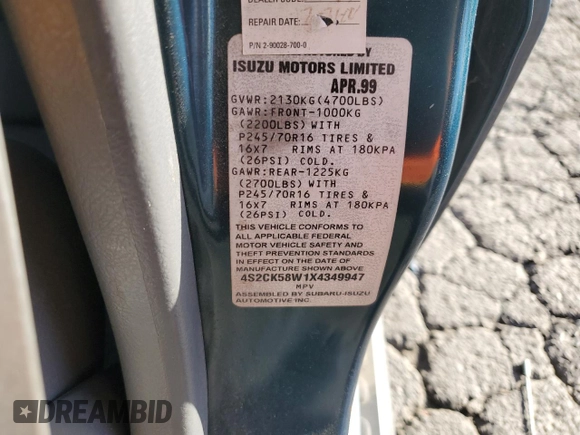 DEALER CODE:
REPAIR DATE:
P/N 2-90028-700-0
BY
ISUZU MOTORS LIMITED
APR.99
GVWR:2130KG(4700LBS)
GAWR:FRONT-1000KG
(2200LBS)WITH
P245/70R16 TIRES &
16x7 RIMS AT 180KPA
(26PSI) COLD.
GAWR:REAR-1225KG
(2700LBS)WITH
P245/70R16 TIRES &
16x7 RIMS AT 180KPA
(26PSI) COLD.
THIS VEHICLE CONFORMS TO
ALL APPLICABLE FEDERAL
MOTOR VEHICLE SAFETY AND
THEFT PREVENTION STANDARDS
IN EFFECT ON THE DATE OF
MANUFACTURE SHOWN ABOVE
4S2CK58W1X4349947
MPV
ASSEMBLED BY SUBARU-ISUZU
AUTOMOTIVE INC.
DREAMBID